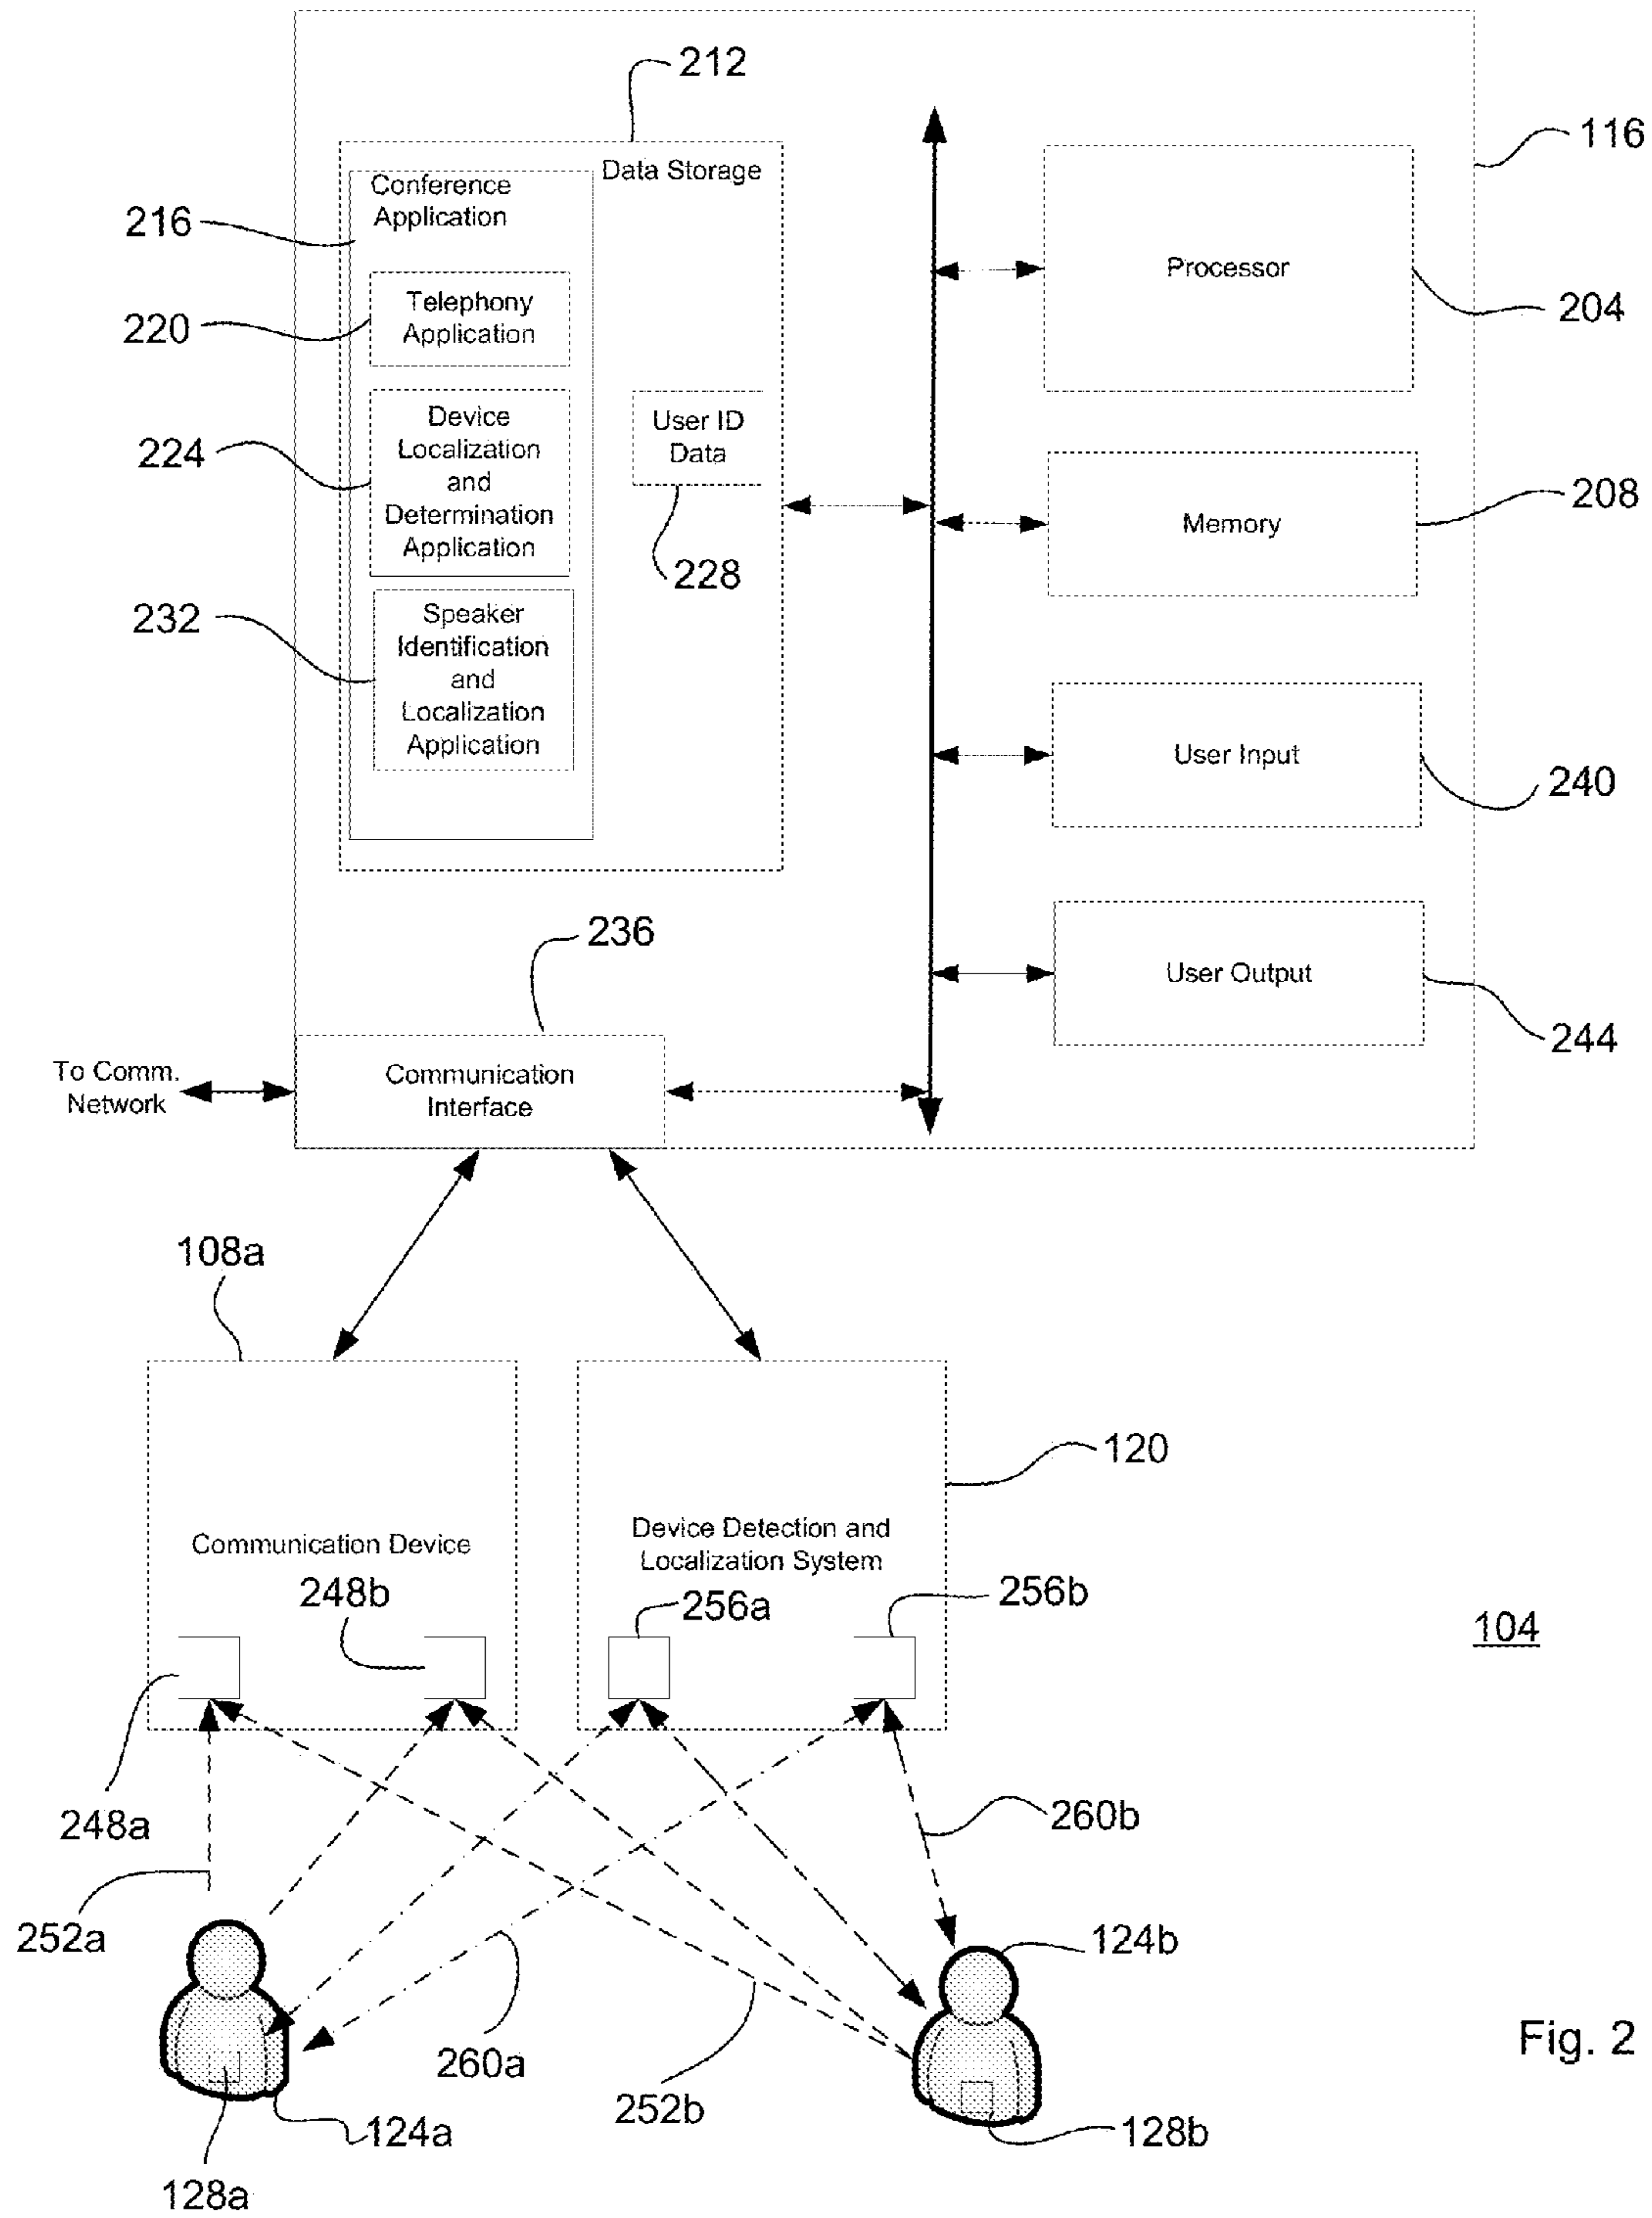 212
116
Data Storage
Conference
Application
216
Processor
204
Telephony
Application
220
Device
Localization
and
Determination
Application
224
User ID
Data
228
Memory
208
Speaker
Identification
and
Localization
Application
232
User Input
240
236
User Output
244
To Comm.
Network
Communication
Interface
108a
120
Communication Device
Device Detection and
Localization System
248b
256a
256b
104
248a
260b
252a
124b
Fig. 2
260a
252b
124a
128b
128a